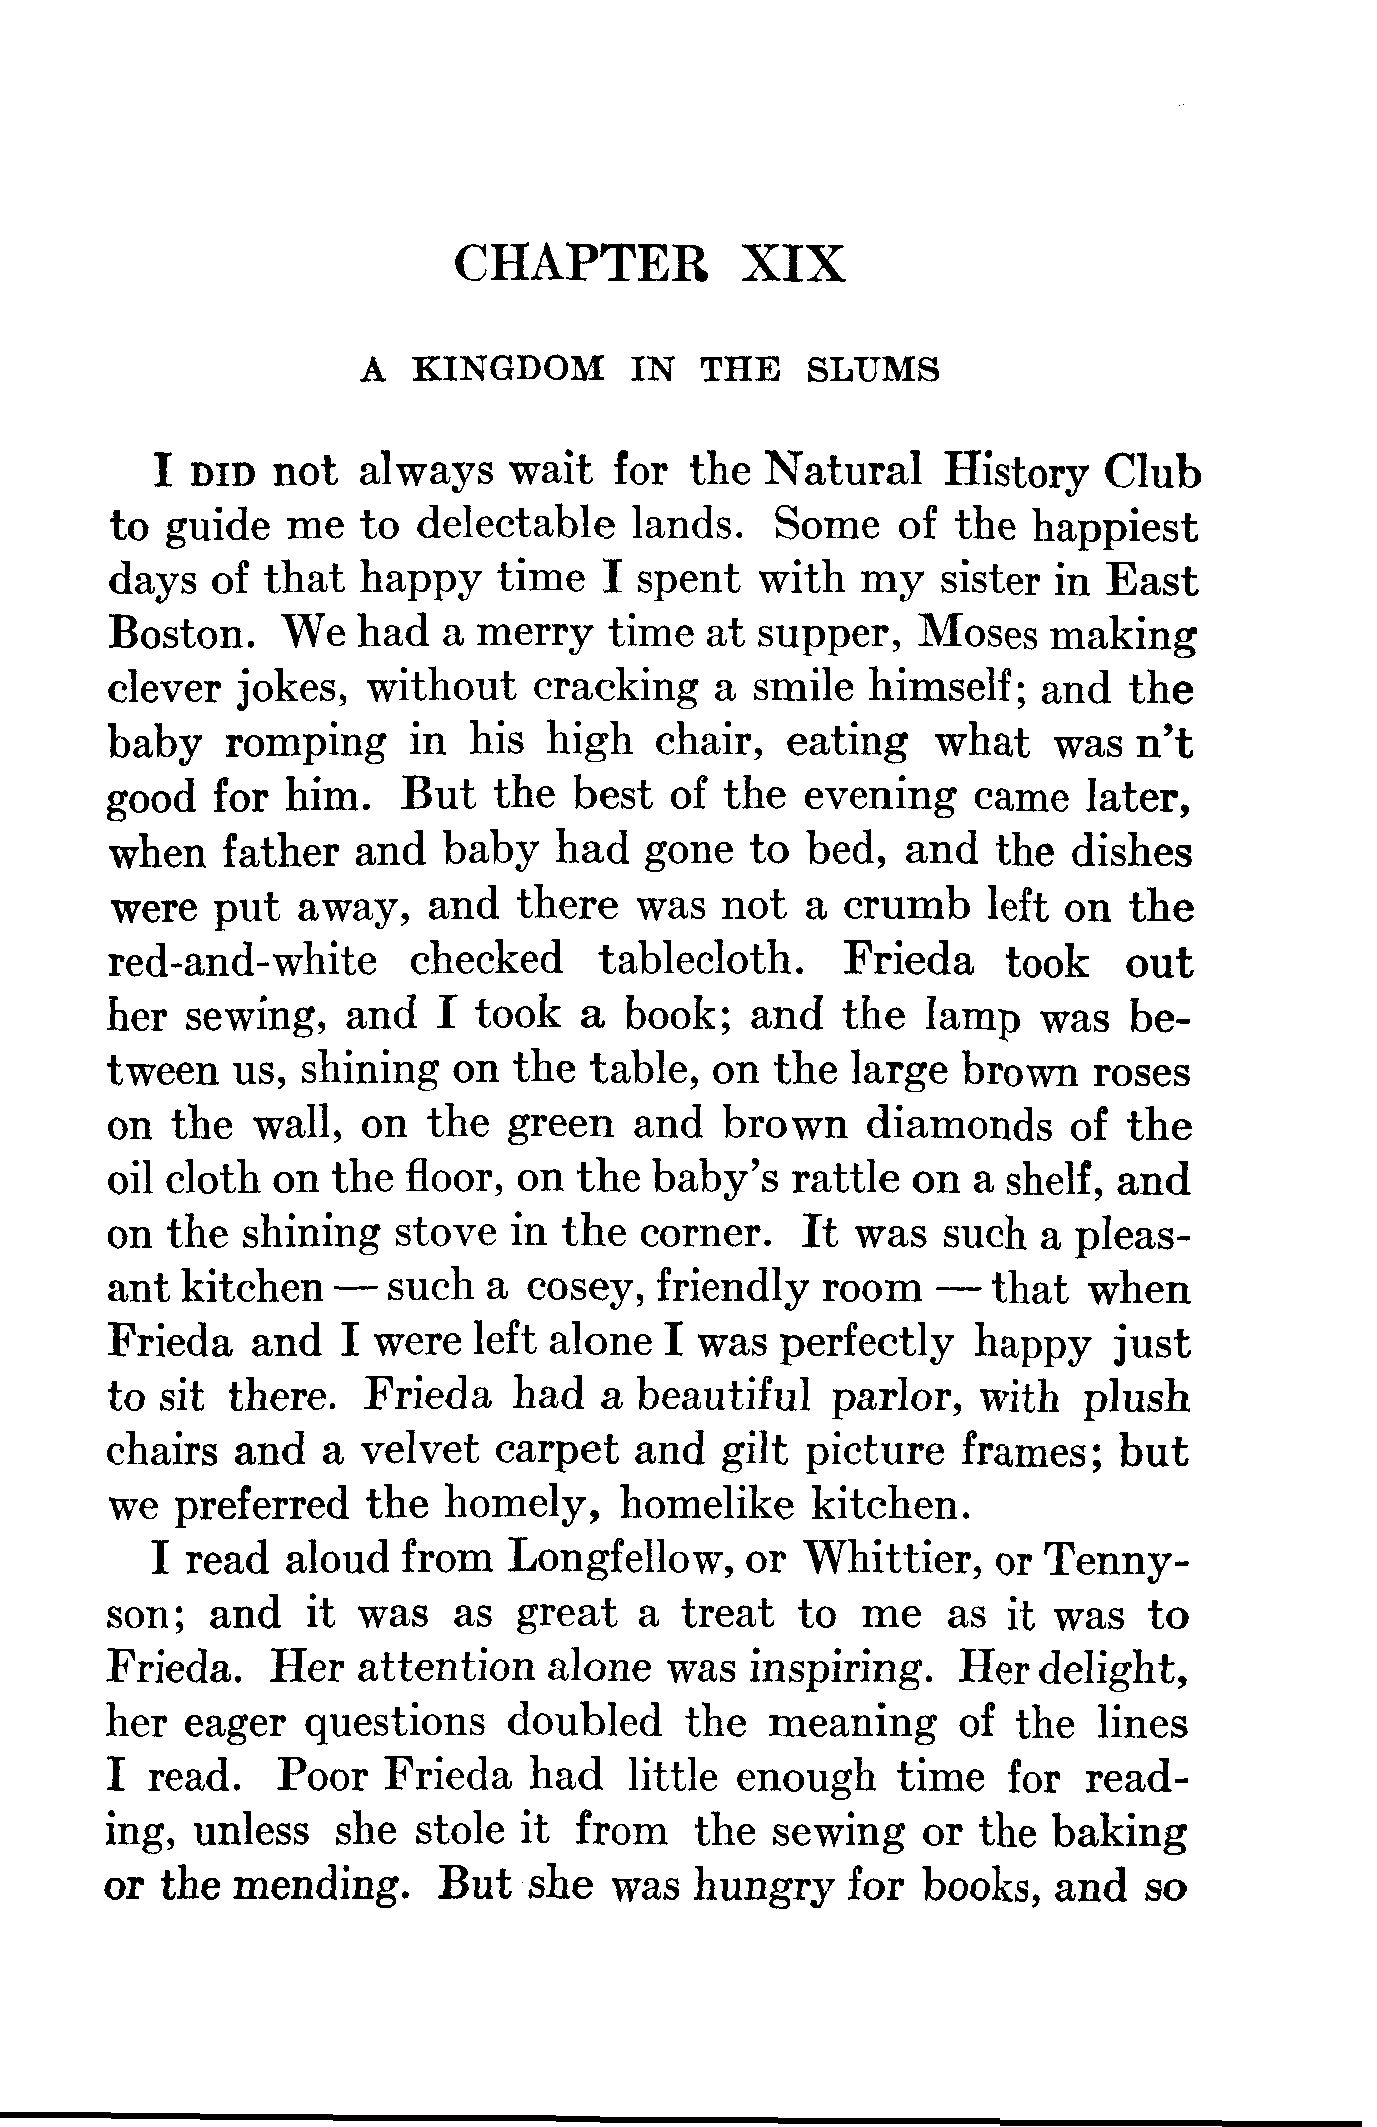 CHAPTER XIX
A KINGDOM IN THE SLUMS
I DID not always wait for the Natural History Club
to guide me to delectable lands. Some of the happiest
days of that happy time I spent with my sister in East
Boston. We had a merry time at supper, Moses making
clever jokes, without cracking a smile himself; and the
baby romping in his high chair, eating what was n't
good for him. But the best of the evening came later,
when father and baby had gone to bed, and the dishes
were put away, and there was not a crumb left on the
red-and-white checked tablecloth. Frieda took out
her sewing, and I took a book; and the lamp was be-
tween us, shining on the table, on the large brown roses
on the wall, on the green and brown diamonds of the
oil cloth on the floor, on the baby's rattle on a shelf, and
on the shining stove in the corner. It was such a pleas-
ant kitchen — such a cosey, friendly room — that when
Frieda and I were left alone I was perfectly happy just
to sit there. Frieda had a beautiful parlor, with plush
chairs and a velvet carpet and gilt picture frames; but
we preferred the homely, homelike kitchen.
I read aloud from Longfellow, or Whittier, or Tenny-
son; and it was as great a treat to me as it was to
Frieda. Her attention alone was inspiring. Her delight,
her eager questions doubled the meaning of the lines
I read. Poor Frieda had little enough time for read-
ing, unless she stole it from the sewing or the baking
or the mending. But she was hungry for books, and so